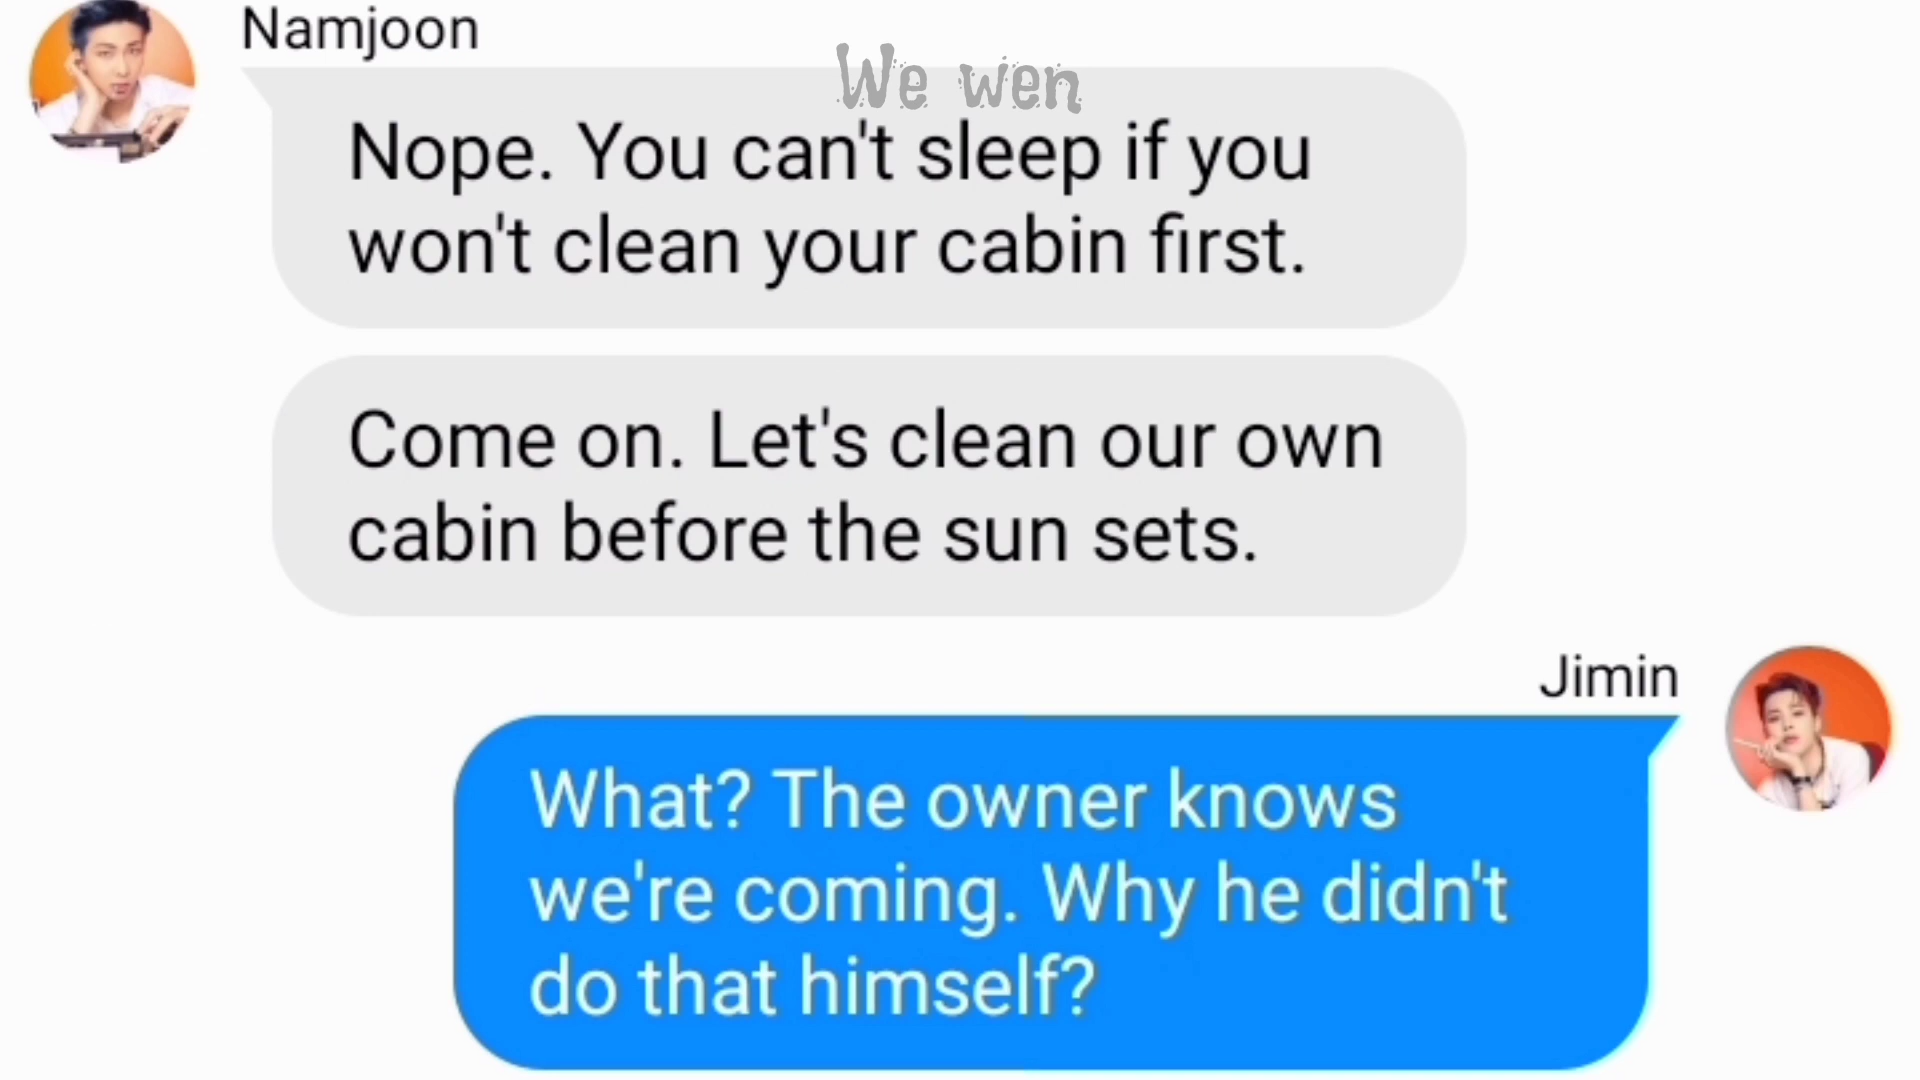 Namjoon
We wen
Nope. You can't sleep if you
won't clean your cabin first.
Come on. Let's clean our own
cabin before the sun sets.
Jimin
What? The owner knows
we're coming. Why he didn't
do that himself?